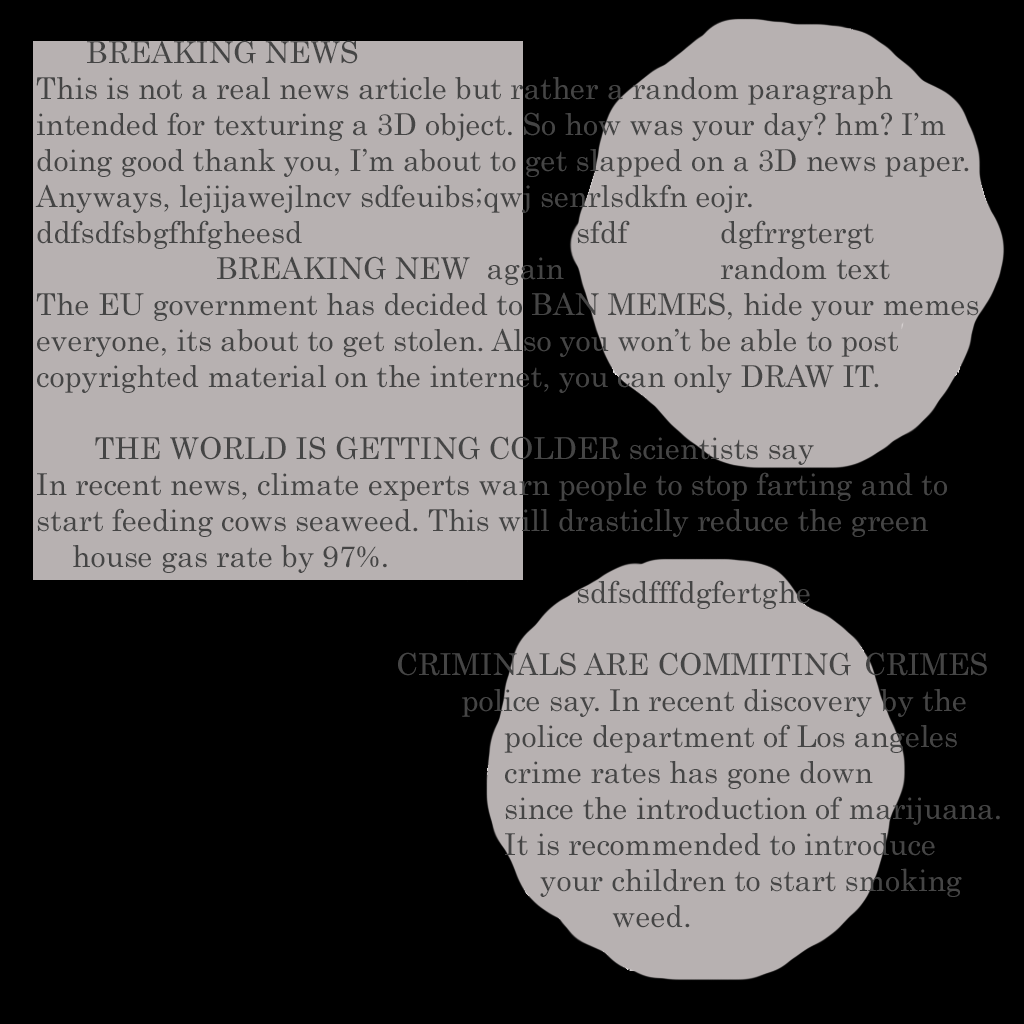 BREAKING NEWS
This is not a real news article but rather a random paragraph
intended for texturing a 3D object. So how was your day? hm? I'm
doing good thank you, I'm about to get slapped on a 3D news paper.
Anyways, lejijawejlncv sdfeuibs;qwj senrlsdkfn eojr.
ddfsdfsbgfhfgheesd sfdf dgfrrgtergt
BREAKING NEW again random text
The EU government has decided to BAN MEMES, hide your memes
everyone, its about to get stolen. Also you won't be able to post
copyrighted material on the internet, you can only DRAW IT.
THE WORLD IS GETTING COLDER scientists say
In recent news, climate experts warn people to stop farting and to
start feeding cows seaweed. This will drasticlly reduce the green
house gas rate by 97%.
sdfsdfffdgfertghe
CRIMINALS ARE COMMITING CRIMES
police say. In recent discovery by the
police department of Los angeles
crime rates has gone down
since the introduction of marijuana.
It is recommended to introduce
your children to start smoking
weed.